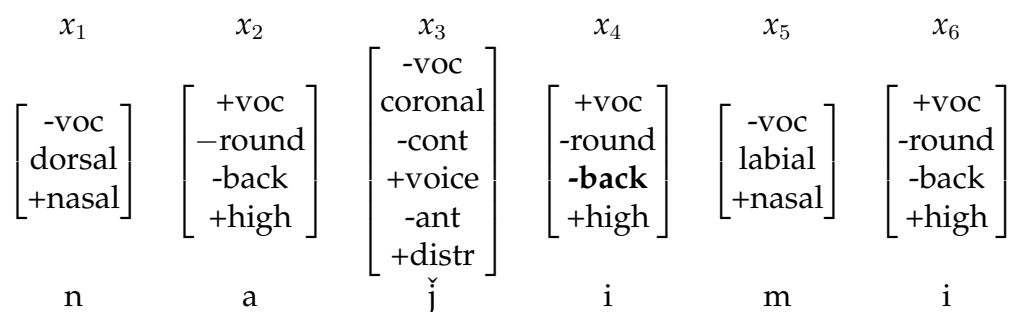 x₁ x₂ x₃ x₄ x₅ x₆
-voc
dorsal
+nasal
+voc
−round
-back
+high
-voc
coronal
-cont
+voice
-ant
+distr
+voc
-round
-back
+high
-voc
labial
+nasal
+voc
-round
-back
+high
n a ǰ i m i